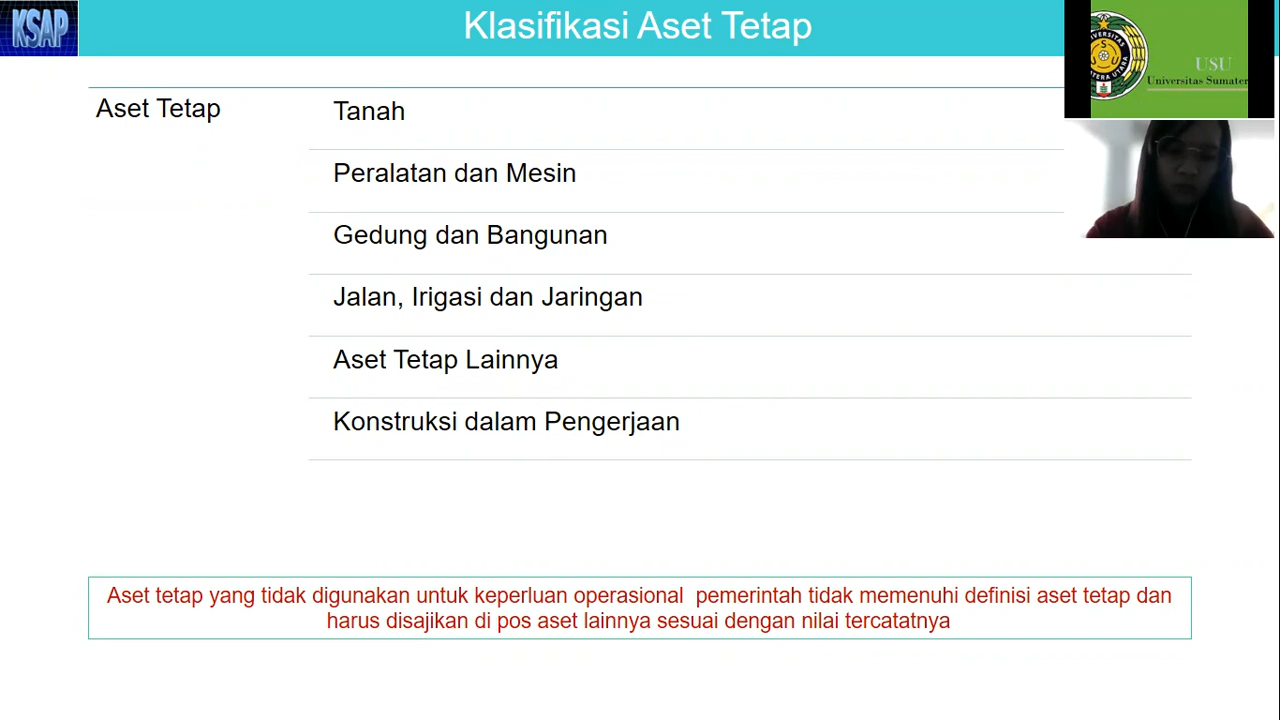 KSAP
Klasifikasi Aset Tetap
USU
Universitas Sumater
Aset Tetap
Tanah
Peralatan dan Mesin
Gedung dan Bangunan
Jalan, Irigasi dan Jaringan
Aset Tetap Lainnya
Konstruksi dalam Pengerjaan
Aset tetap yang tidak digunakan untuk keperluan operasional pemerintah tidak memenuhi definisi aset tetap dan
harus disajikan di pos aset lainnya sesuai dengan nilai tercatatnya